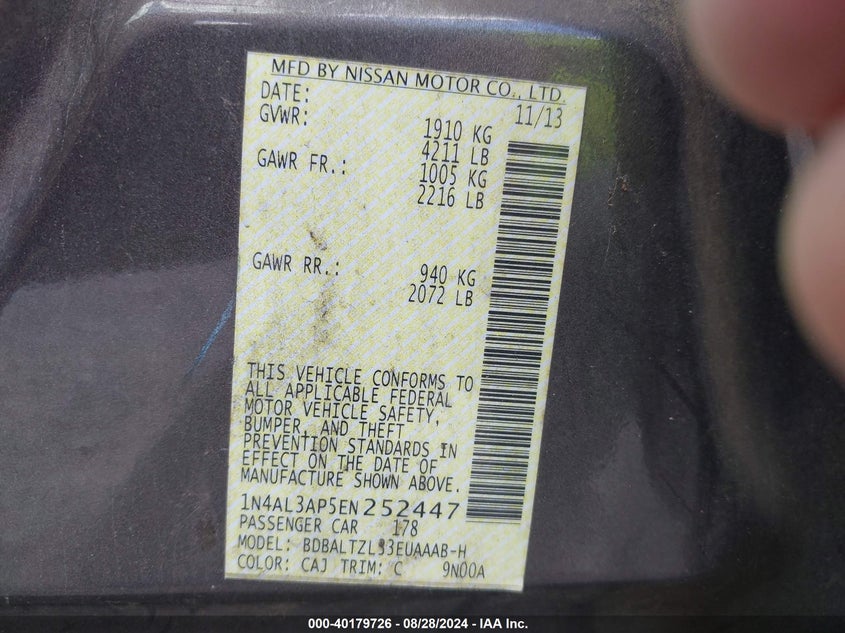 MFD BY NISSAN MOTOR CO., LTD.
DATE: 11/13
GVWR: 1910 KG
4211 LB
GAWR FR.: 1005 KG
2216 LB
GAWR RR.: 940 KG
2072 LB
THIS VEHICLE CONFORMS TO
ALL APPLICABLE FEDERAL
MOTOR VEHICLE SAFETY,
BUMPER, AND THEFT
PREVENTION STANDARDS IN
EFFECT ON THE DATE OF
MANUFACTURE SHOWN ABOVE.
1N4AL3AP5EN252447
PASSENGER CAR 178
MODEL:
COLOR: CAJ TRIM: C 9N00A
000-40179726 - 08/28/2024 - IAA Inc.